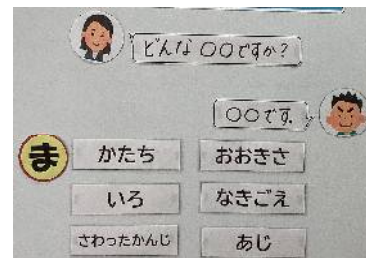 どんな○○ですか？
○○です。
ま
かたち
おおきさ
いろ
なきごえ
さわったかんじ
あじ